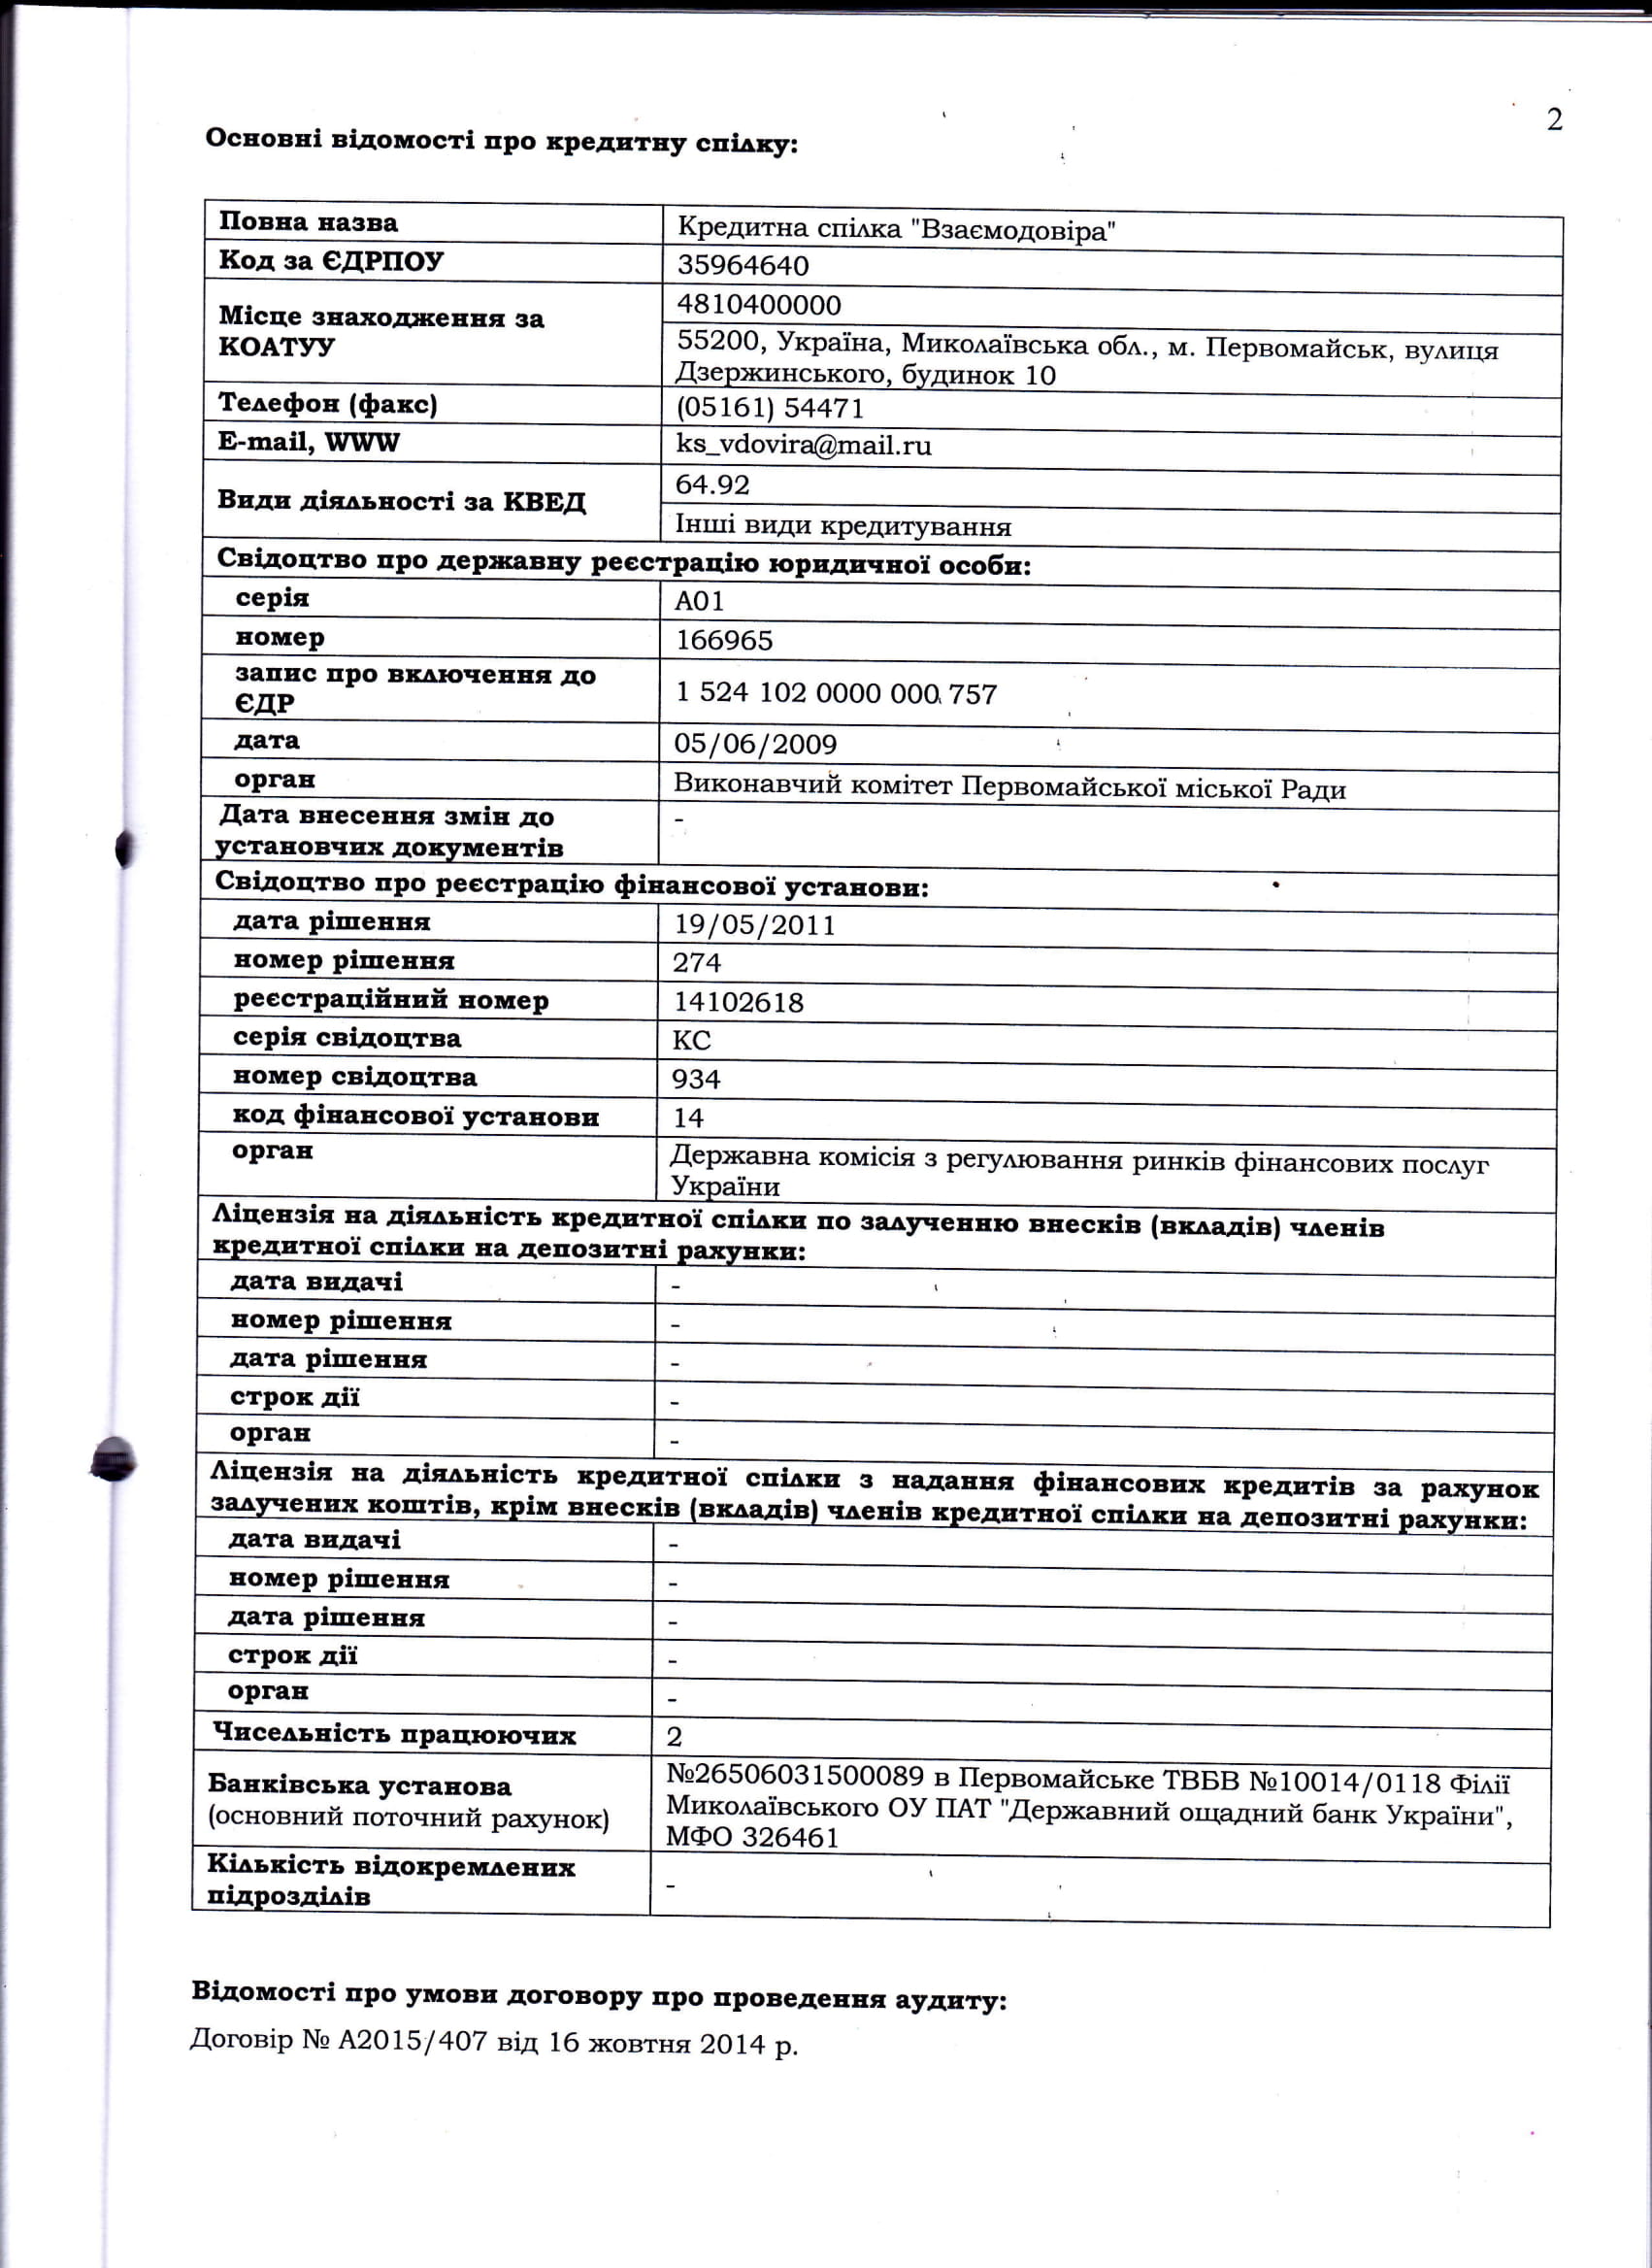 2
Основні відомості про кредитну спілку:
Повна назва
Кредитна спілка "Взаємодовіра"
Код за ЄДРПОУ
35964640
Місце знаходження за
КОАТУУ
4810400000
55200, Україна, Миколаївська обл., м. Первомайськ, вулиця
Дзержинського, будинок 10
Телефон (факс)
(05161) 54471
E-mail, WWW
ks_vdovira@mail.ru
Види діяльності за КВЕД
64.92
Інші види кредитування
Свідоцтво про державну реєстрацію юридичної особи:
серія
А01
номер
166965
запис про включення до
ЄДР
1 524 102 0000 000 757
дата
05/06/2009
орган
Виконавчий комітет Первомайської міської Ради
Дата внесення змін до
установчих документів
-
Свідоцтво про реєстрацію фінансової установи:
дата рішення
19/05/2011
номер рішення
274
реєстраційний номер
14102618
серія свідоцтва
КС
номер свідоцтва
934
код фінансової установи
14
орган
Державна комісія з регулювання ринків фінансових послуг
України
Ліцензія на діяльність кредитної спілки по залученню внесків (вкладів) членів
кредитної спілки на депозитні рахунки:
дата видачі
-
номер рішення
-
дата рішення
-
строк дії
-
орган
-
Ліцензія на діяльність кредитної спілки з надання фінансових кредитів за рахунок
залучених коштів, крім внесків (вкладів) членів кредитної спілки на депозитні рахунки:
дата видачі
-
номер рішення
-
дата рішення
-
строк дії
-
орган
-
Чисельність працюючих
2
Банківська установа
(основний поточний рахунок)
№26506031500089 в Первомайське ТВБВ №10014/0118 Філії
Миколаївського ОУ ПАТ "Державний ощадний банк України",
МФО 326461
Кількість відокремлених
підрозділів
-
Відомості про умови договору про проведення аудиту:
Договір № А2015/407 від 16 жовтня 2014 р.